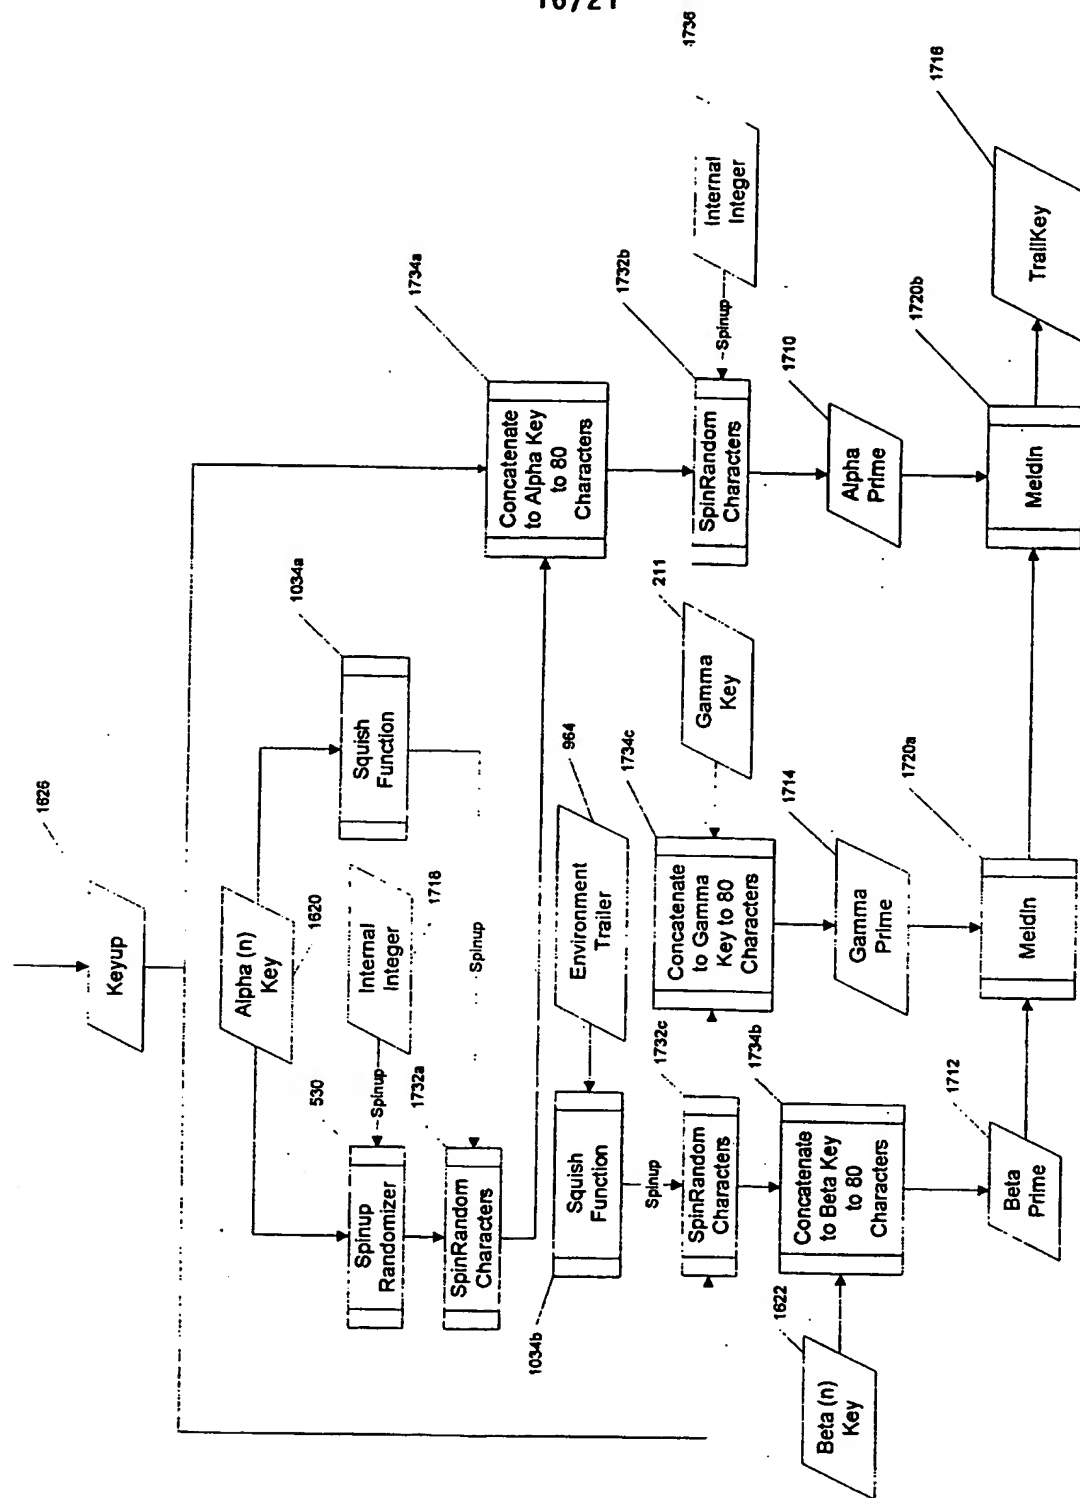 16/21
1736
1626
Keyup
Internal
Integer
1716
1734a
1732b
Spinup
TrailKey
1720b
1710
Concatenate
to Alpha Key
to 80
Characters
SpinRandom
Characters
Alpha
Prime
MeldIn
1034a
211
Squish
Function
Gamma
Key
Alpha (n)
Key
1620
Internal
Integer
1718
Spinup
964
1734c
1714
1720a
Environment
Trailer
Concatenate
to Gamma
Key to 80
Characters
Gamma
Prime
MeldIn
530
Spinup
1732a
1732c
1734b
1712
Spinup
Randomizer
SpinRandom
Characters
Squish
Function
Spinup
SpinRandom
Characters
Concatenate
to Beta Key
to 80
Characters
Beta
Prime
1034b
1622
Beta (n)
Key